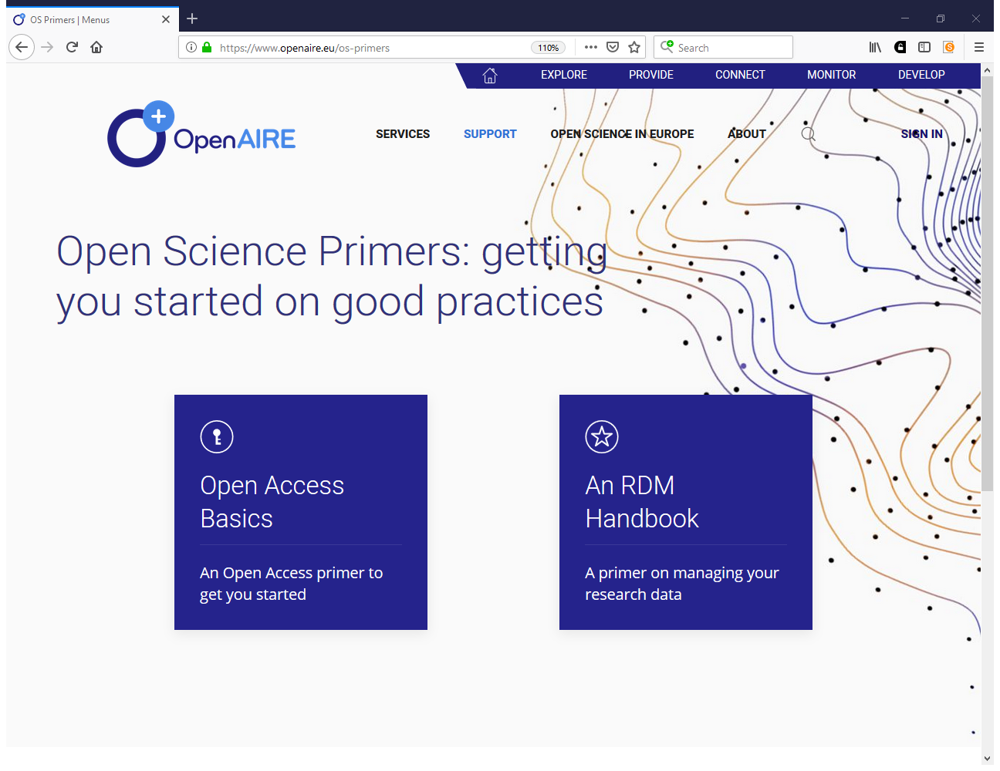 OS Primers | Menus
https://www.openaire.eu/os-primers
110%
Search
EXPLORE PROVIDE CONNECT MONITOR DEVELOP
OpenAIRE
SERVICES SUPPORT OPEN SCIENCE IN EUROPE ABOUT SIGN IN
Open Science Primers: getting
you started on good practices
Open Access
Basics
An Open Access primer to
get you started
An RDM
Handbook
A primer on managing your
research data